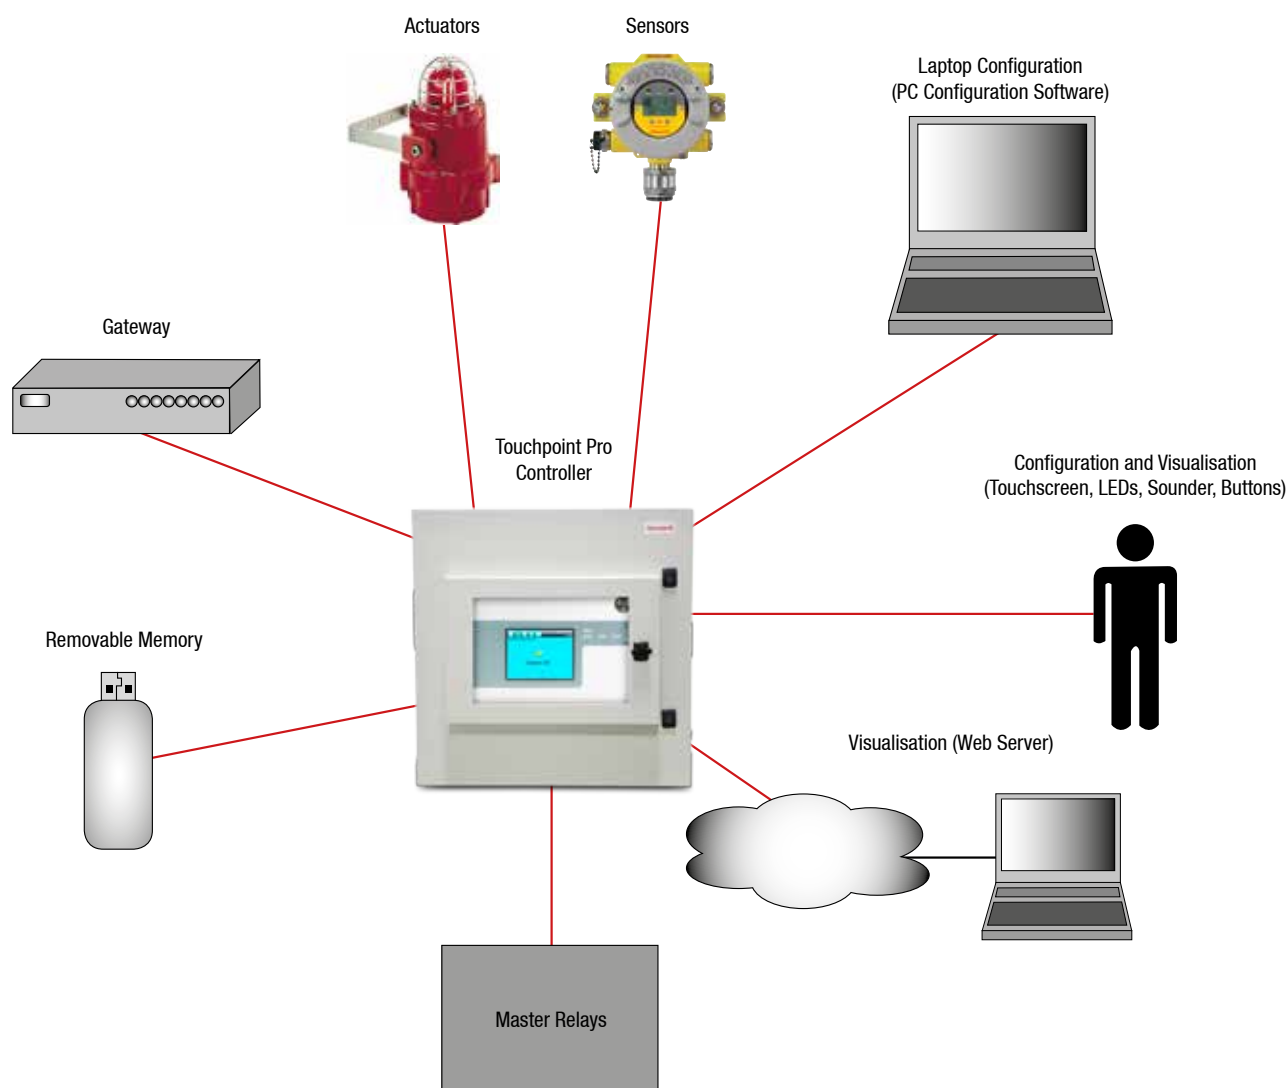 Actuators
Sensors
Laptop Configuration
(PC Configuration Software)
Gateway
Touchpoint Pro
Controller
Configuration and Visualisation
(Touchscreen, LEDs, Sounder, Buttons)
Removable Memory
Visualisation (Web Server)
Master Relays